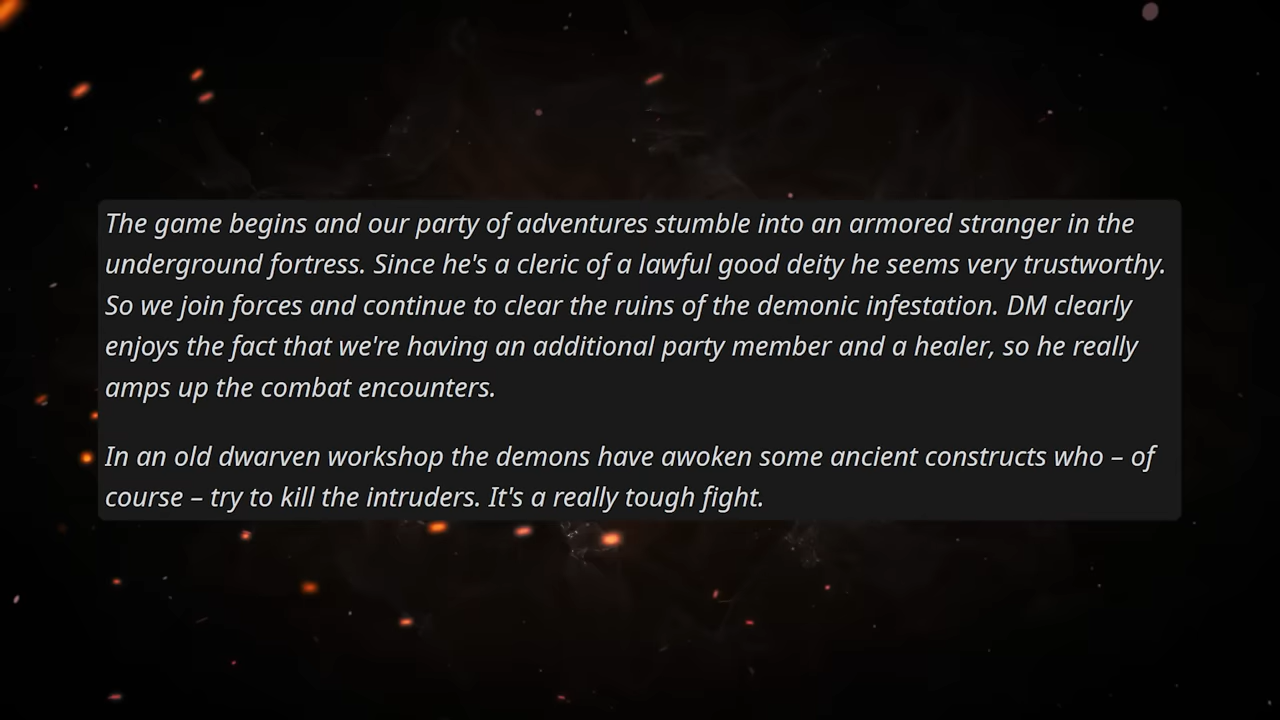 The game begins and our party of adventures stumble into an armored stranger in the
underground fortress. Since he's a cleric of a lawful good deity he seems very trustworthy.
So we join forces and continue to clear the ruins of the demonic infestation. DM clearly
enjoys the fact that we're having an additional party member and a healer, so he really
amps up the combat encounters.
In an old dwarven workshop the demons have awoken some ancient constructs who – of
course – try to kill the intruders. It's a really tough fight.